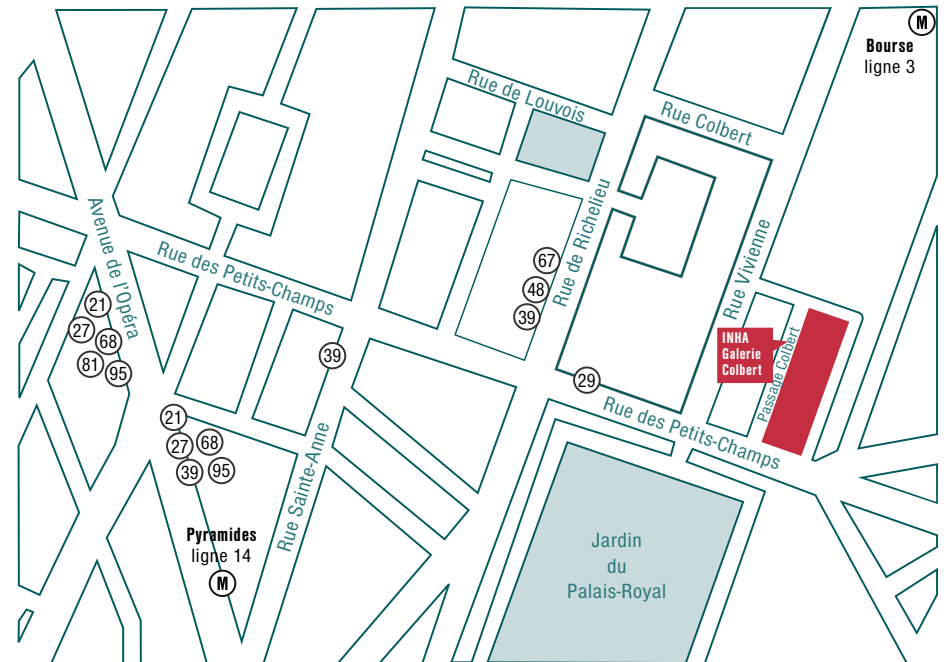 M
Bourse
ligne 3
Rue de Louvois
Rue Colbert
Avenue de l'Opéra
Rue des Petits-Champs
Rue de Richelieu
Rue Vivienne
67
48
39
21
27
68
81
95
39
INHA
Galerie
Colbert
Passage Colbert
29
Rue des Petits-Champs
21
27
68
39
95
Rue Sainte-Anne
Pyramides
ligne 14
M
Jardin
du
Palais-Royal